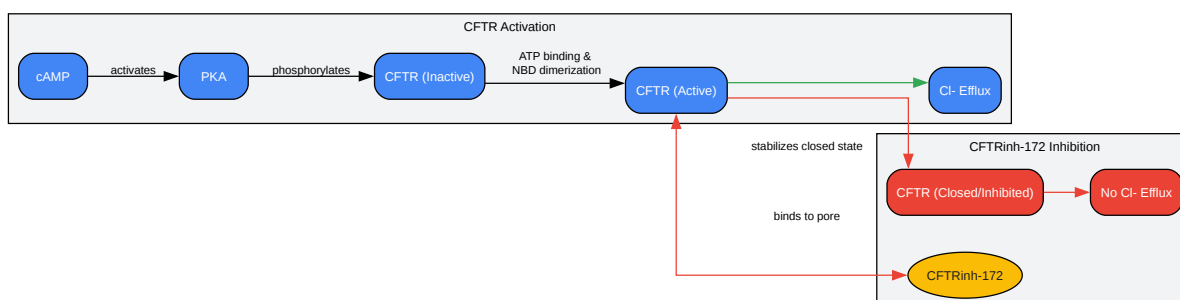 CFTR Activation
cAMP
activates
PKA
phosphorylates
CFTR (Inactive)
ATP binding &
NBD dimerization
CFTR (Active)
Cl- Efflux
stabilizes closed state
CFTRinh-172 Inhibition
CFTR (Closed/Inhibited)
No Cl- Efflux
binds to pore
CFTRinh-172